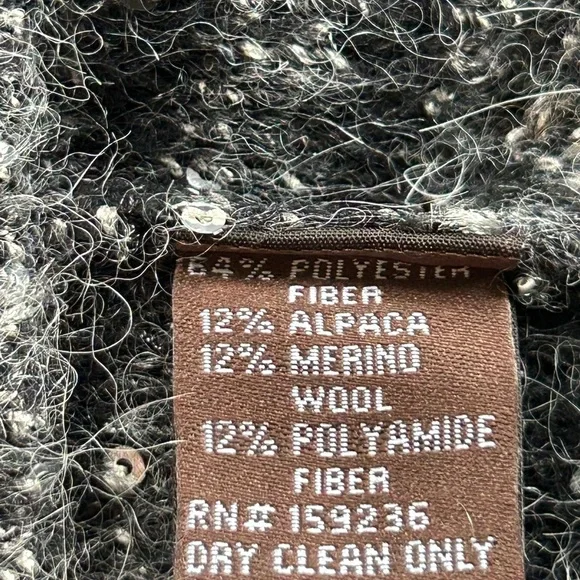 64% POLYESTER
FIBER
12% ALPACA
12% MERINO
WOOL
12% POLYAMIDE
FIBER
RN# 159236
DRY CLEAN ONLY